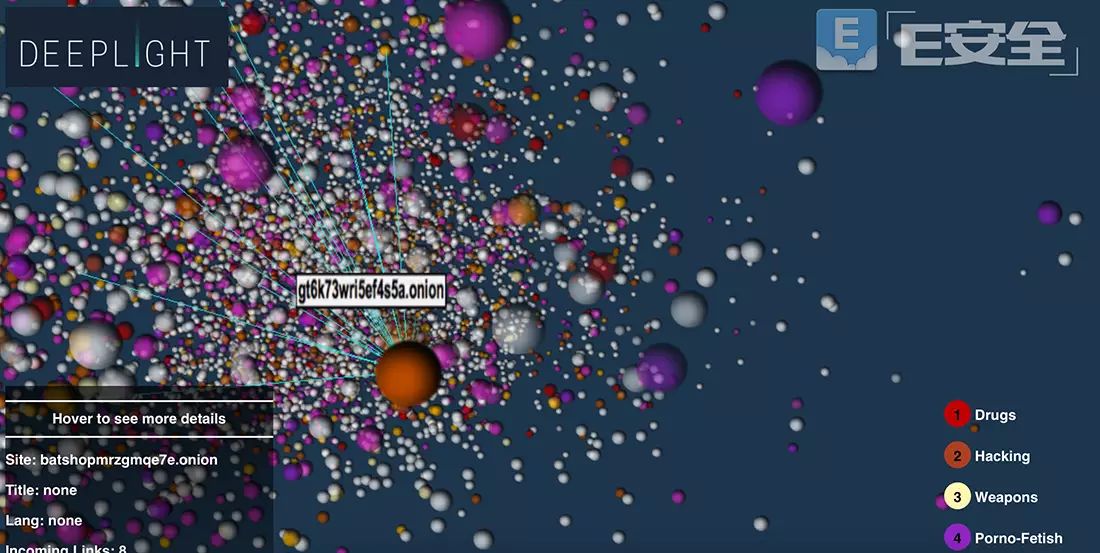 DEEPLIGHT
E
E安全
gt6k73wri5ef4s5a.onion
Hover to see more details
Site: batshopmrzgmqe7e.onion
Title: none
Lang: none
Incoming Links: 8
1 Drugs
2 Hacking
3 Weapons
4 Porno-Fetish